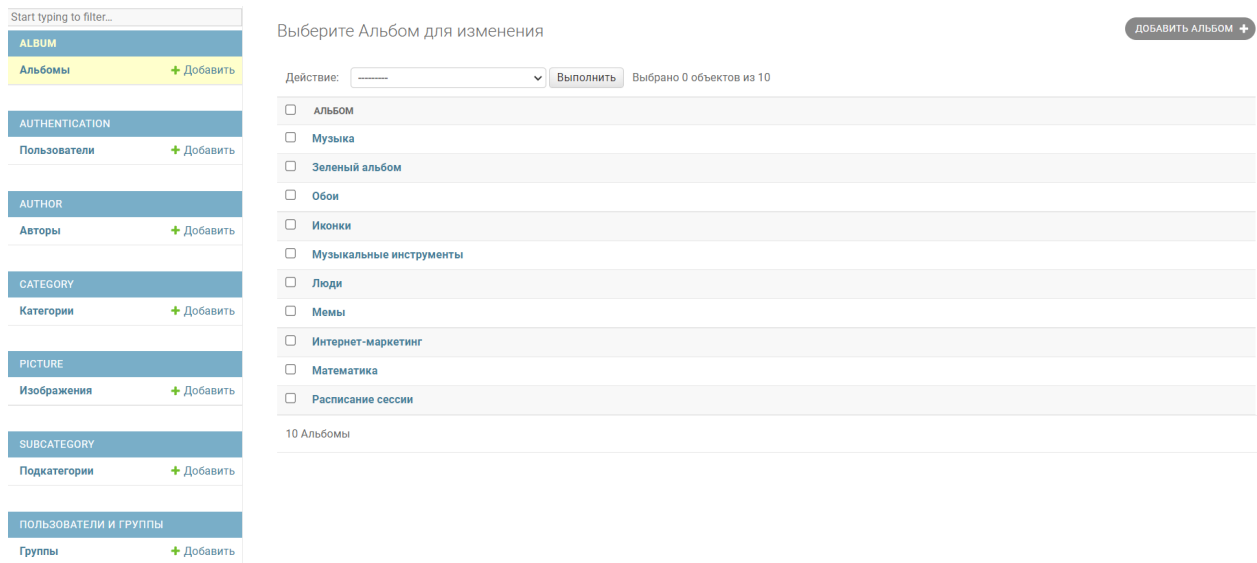 Start typing to filter...
ALBUM
Альбомы Добавить
AUTHENTICATION
Пользователи Добавить
AUTHOR
Авторы Добавить
CATEGORY
Категории Добавить
PICTURE
Изображения Добавить
SUBCATEGORY
Подкатегории Добавить
ПОЛЬЗОВАТЕЛИ И ГРУППЫ
Группы Добавить
Выберите Альбом для изменения
ДОБАВИТЬ АЛЬБОМ
Действие: --------- Выполнить Выбрано 0 объектов из 10
АЛЬБОМ
Музыка
Зеленый альбом
Обои
Иконки
Музыкальные инструменты
Люди
Мемы
Интернет-маркетинг
Математика
Расписание сессии
10 Альбомы